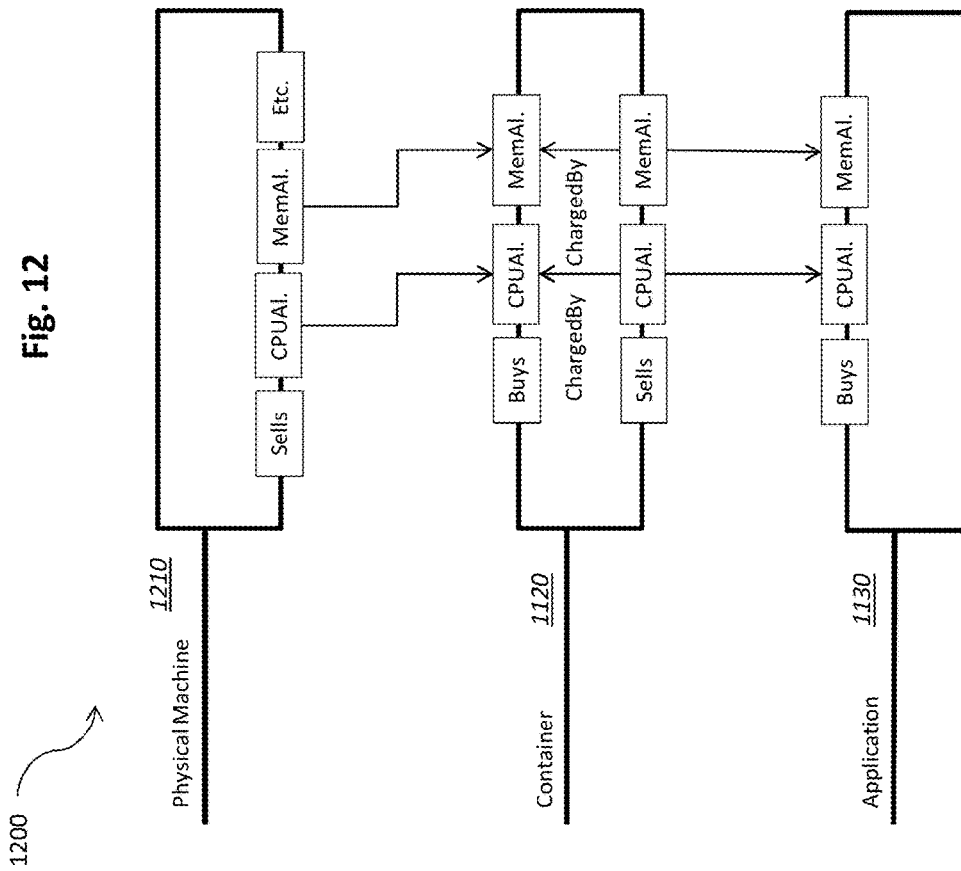 Fig. 12
1200
Physical Machine
1210
Sells
CPUAl.
MemAl.
Etc.
Container
1120
Buys
CPUAl.
MemAl.
ChargedBy
ChargedBy
Sells
CPUAl.
MemAl.
Application
1130
Buys
CPUAl.
MemAl.